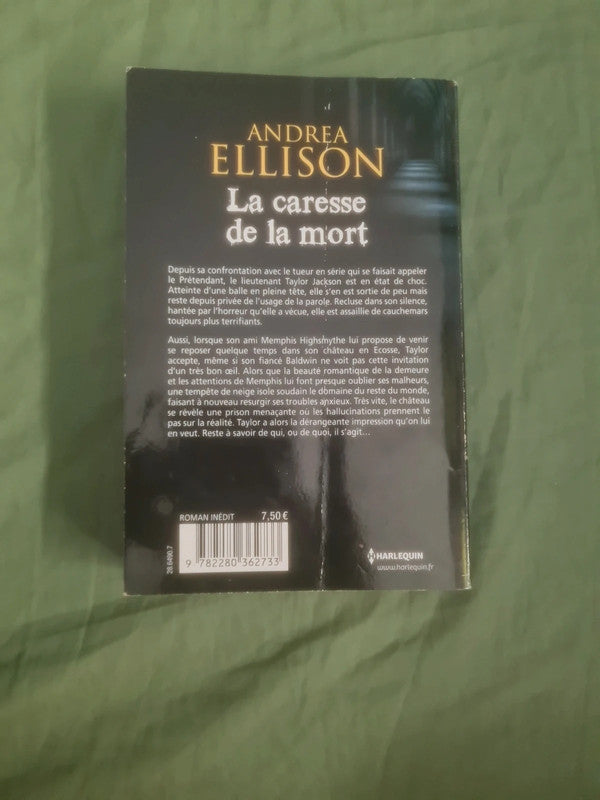 ANDREA
ELLISON
La caresse
de la mort
Depuis sa confrontation avec le tueur en série qui se faisait appeler
le Prétendant, le lieutenant Taylor Jackson est en état de choc.
Atteinte d'une balle en pleine tête, elle s'en est sortie de peu mais
reste depuis privée de l'usage de la parole. Recluse dans son silence,
hantée par l'horreur qu'elle a vécue, elle est assaillie de cauchemars
toujours plus terrifiants.
Aussi, lorsque son ami Memphis Highsmythe lui propose de venir
se reposer quelque temps dans son château en Ecosse, Taylor
accepte, même si son fiancé Baldwin ne voit pas cette invitation
d'un très bon œil. Alors que la beauté romantique de la demeure
et les attentions de Memphis lui font presque oublier ses malheurs,
une tempête de neige isole soudain le domaine du reste du monde,
faisant à nouveau resurgir ses troubles anxieux. Très vite, le château
se révèle une prison menaçante où les hallucinations prennent le
pas sur la réalité. Taylor a alors la dérangeante impression qu'on lui
en veut. Reste à savoir de qui, ou de quoi, il s'agit...
ROMAN INÉDIT 7,50 €
28.6490.7
9 782280 362733
HARLEQUIN
www.harlequin.fr